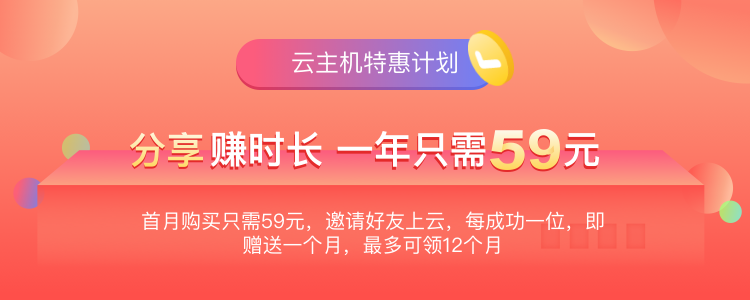 云主机特惠计划
分享赚时长 一年只需59元
首月购买只需59元，邀请好友上云，每成功一位，即
赠送一个月，最多可领12个月